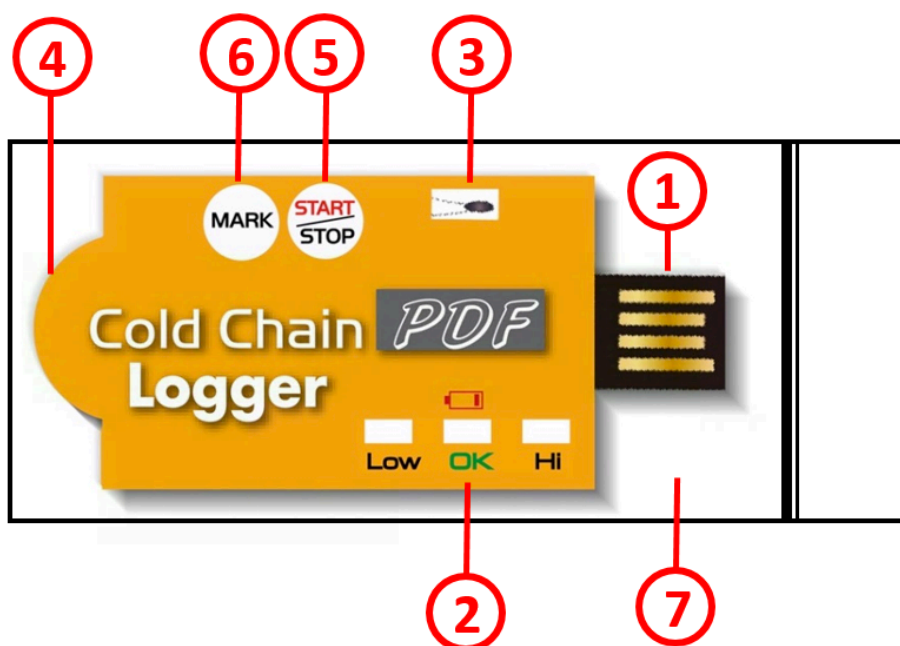 4
6
5
3
1
MARK
START
STOP
Cold Chain
PDF
Logger
Low
OK
Hi
2
7